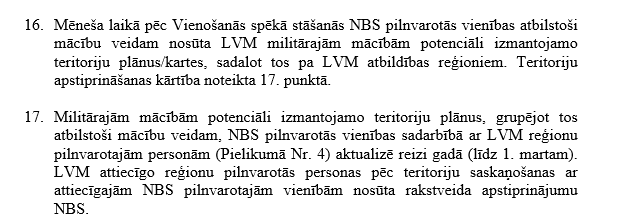 16. Mēneša laikā pēc Vienošanās spēkā stāšanās NBS pilnvarotās vienības atbilstoši
mācību veidam nosūta LVM militārajām mācībām potenciāli izmantojamo
teritoriju plānus/kartes, sadalot tos pa LVM atbildības reģioniem. Teritoriju
apstiprināšanas kārtība noteikta 17. punktā.
17. Militārajām mācībām potenciāli izmantojamo teritoriju plānus, grupējot tos
atbilstoši mācību veidam, NBS pilnvarotās vienības sadarbībā ar LVM reģionu
pilnvarotajām personām (Pielikumā Nr. 4) aktualizē reizi gadā (līdz 1. martam).
LVM attiecīgo reģionu pilnvarotās personas pēc teritoriju saskaņošanas ar
attiecīgajām NBS pilnvarotajām vienībām nosūta rakstveida apstiprinājumu
NBS.